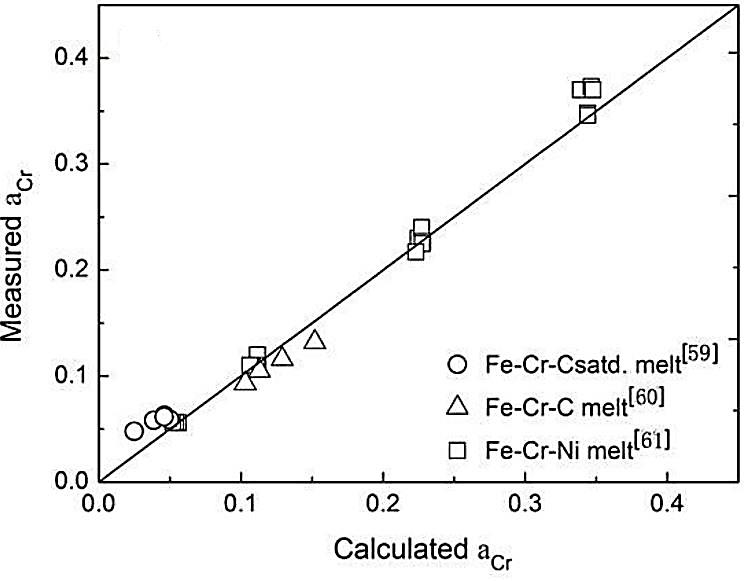 0.4
0.3
0.2
0.1
0.0
0.0 0.1 0.2 0.3 0.4
Measured aCr
Calculated aCr
Fe-Cr-Csatd. melt[59]
Fe-Cr-C melt[60]
Fe-Cr-Ni melt[61]